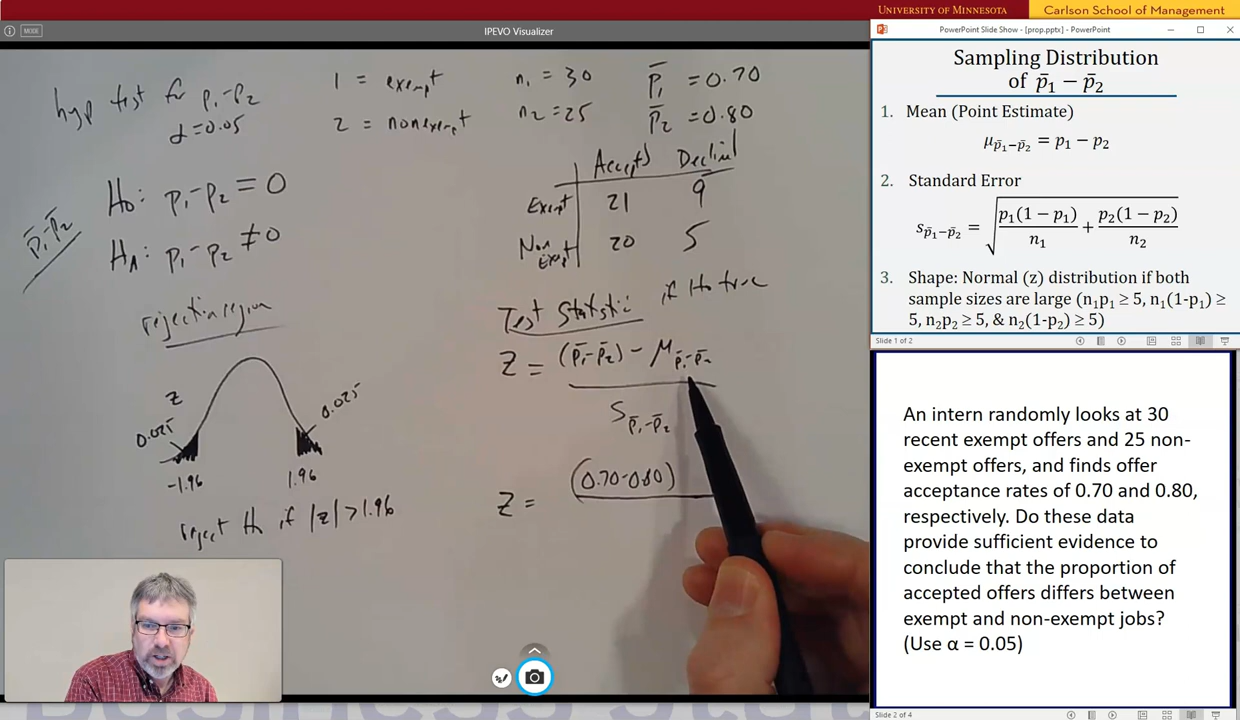 UNIVERSITY OF MINNESOTA
Carlson School of Management
MODE
IPEVO Visualizer
hyp test for p₁-p₂
α=0.05
1 = exempt
2 = nonexempt
n₁ = 30
n₂ = 25
p̄₁ = 0.70
p̄₂ = 0.80
Accept Declined
Exempt 21 9
Non Exempt 20 5
p̄₁-p̄₂
H₀: p₁-p₂ = 0
Hᴀ: p₁-p₂ ≠ 0
rejection region
z
0.025
0.025
-1.96
1.96
reject H₀ if |z| > 1.96
Test Statistic if H₀ true
Z = (p̄₁-p̄₂) - μp̄₁-p̄₂
Sp̄₁-p̄₂
Z = (0.70-0.80)
PowerPoint Slide Show - [prop.pptx] - PowerPoint
Sampling Distribution
of p̄₁ − p̄₂
1. Mean (Point Estimate)
μp̄₁−p̄₂ = p₁ − p₂
2. Standard Error
sp̄₁−p̄₂ = √(p₁(1 − p₁)/n₁ + p₂(1 − p₂)/n₂)
3. Shape: Normal (z) distribution if both
sample sizes are large (n₁p₁ ≥ 5, n₁(1-p₁) ≥
5, n₂p₂ ≥ 5, & n₂(1-p₂) ≥ 5)
Slide 1 of 2
An intern randomly looks at 30
recent exempt offers and 25 non-
exempt offers, and finds offer
acceptance rates of 0.70 and 0.80,
respectively. Do these data
provide sufficient evidence to
conclude that the proportion of
accepted offers differs between
exempt and non-exempt jobs?
(Use α = 0.05)
Slide 2 of 4